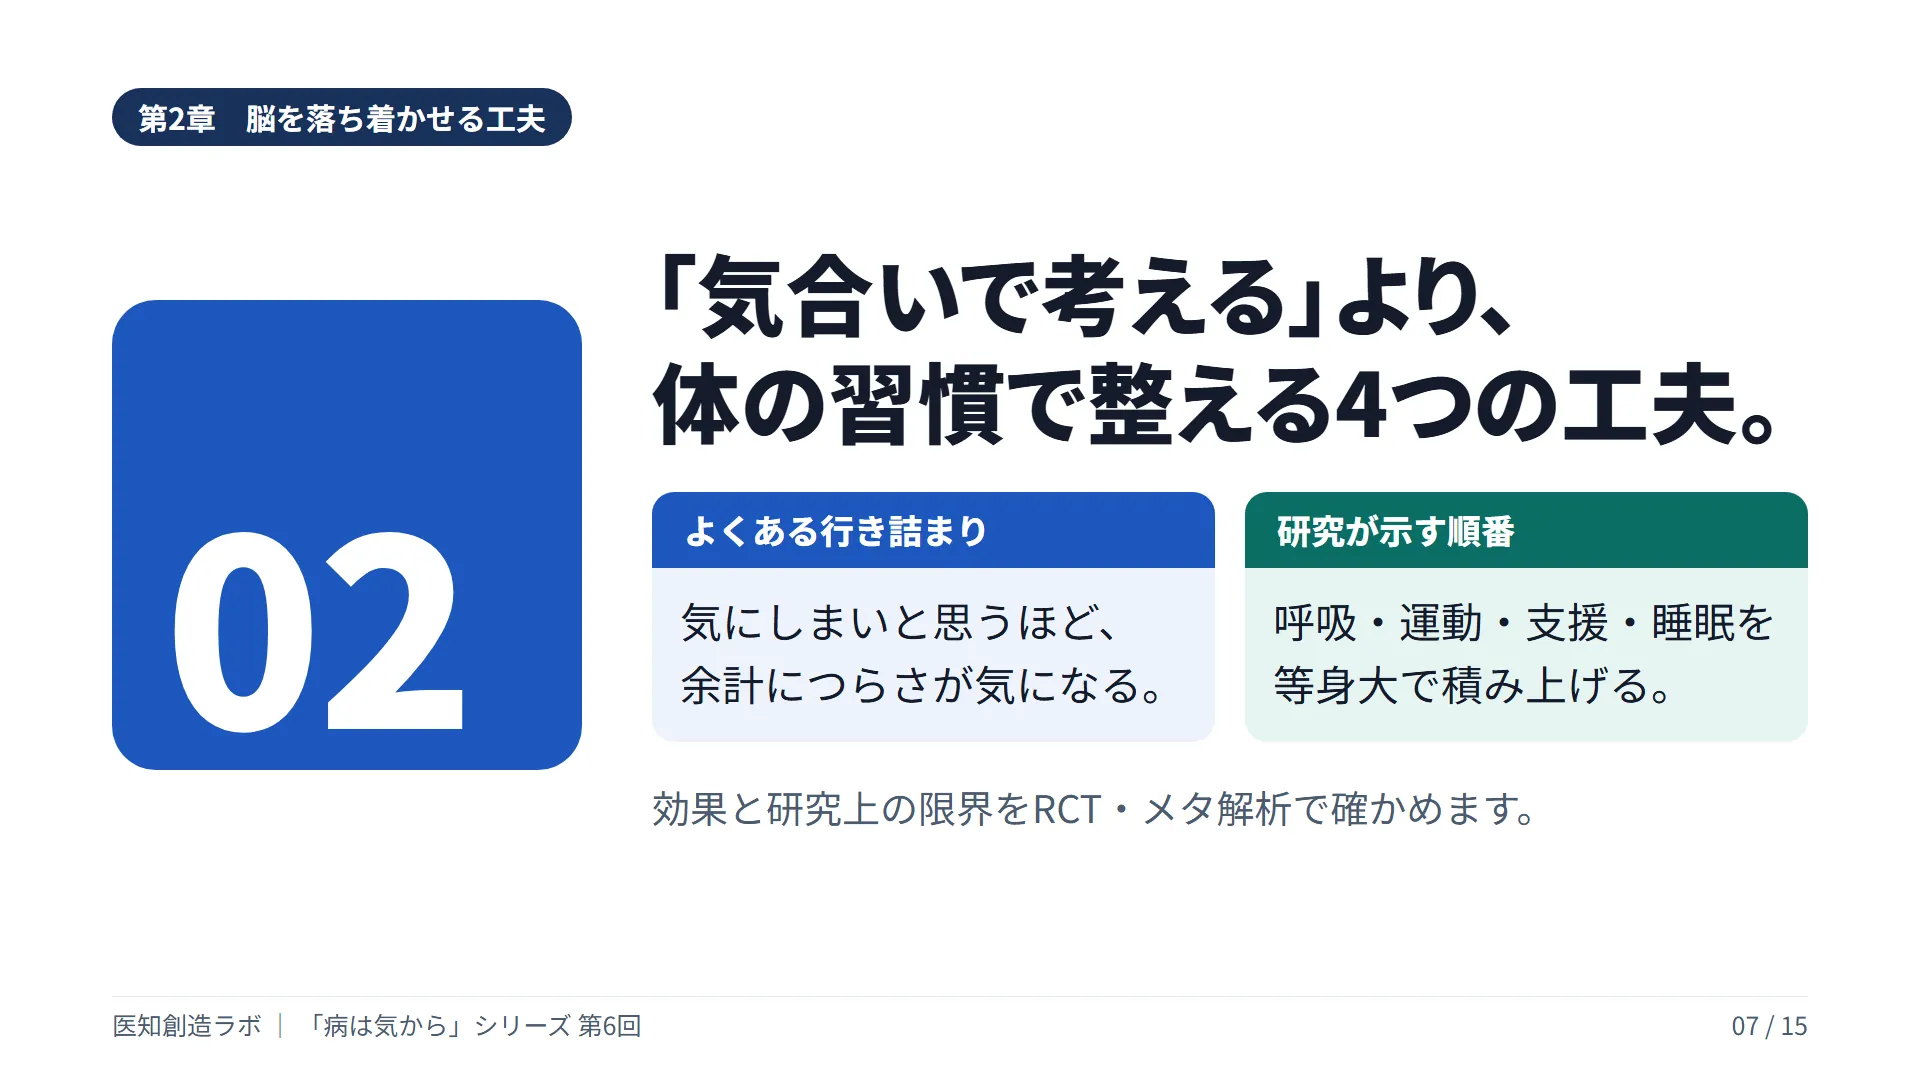 第2章　脳を落ち着かせる工夫
「気合いで考える」より、
体の習慣で整える4つの工夫。
02
よくある行き詰まり
気にしまいと思うほど、
余計につらさが気になる。
研究が示す順番
呼吸・運動・支援・睡眠を
等身大で積み上げる。
効果と研究上の限界をRCT・メタ解析で確かめます。
医知創造ラボ｜「病は気から」シリーズ 第6回
07 / 15